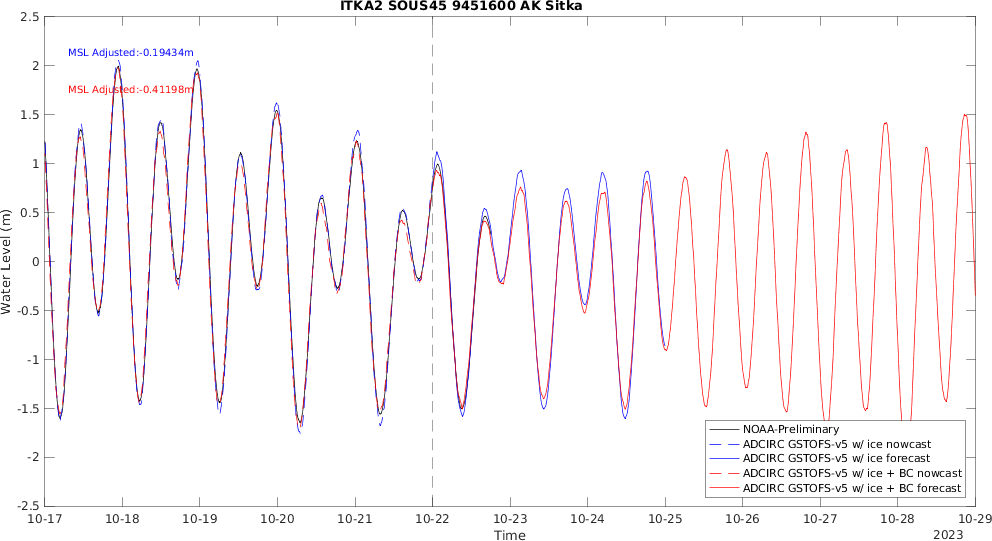 ITKA2 SOUS45 9451600 AK Sitka
MSL Adjusted:-0.19434m
MSL Adjusted:-0.41198m
Water Level (m)
2.5
2
1.5
1
0.5
0
-0.5
-1
-1.5
-2
-2.5
NOAA-Preliminary
ADCIRC GSTOFS-v5 w/ ice nowcast
ADCIRC GSTOFS-v5 w/ ice forecast
ADCIRC GSTOFS-v5 w/ ice + BC nowcast
ADCIRC GSTOFS-v5 w/ ice + BC forecast
10-17 10-18 10-19 10-20 10-21 10-22 10-23 10-24 10-25 10-26 10-27 10-28 10-29
Time
2023